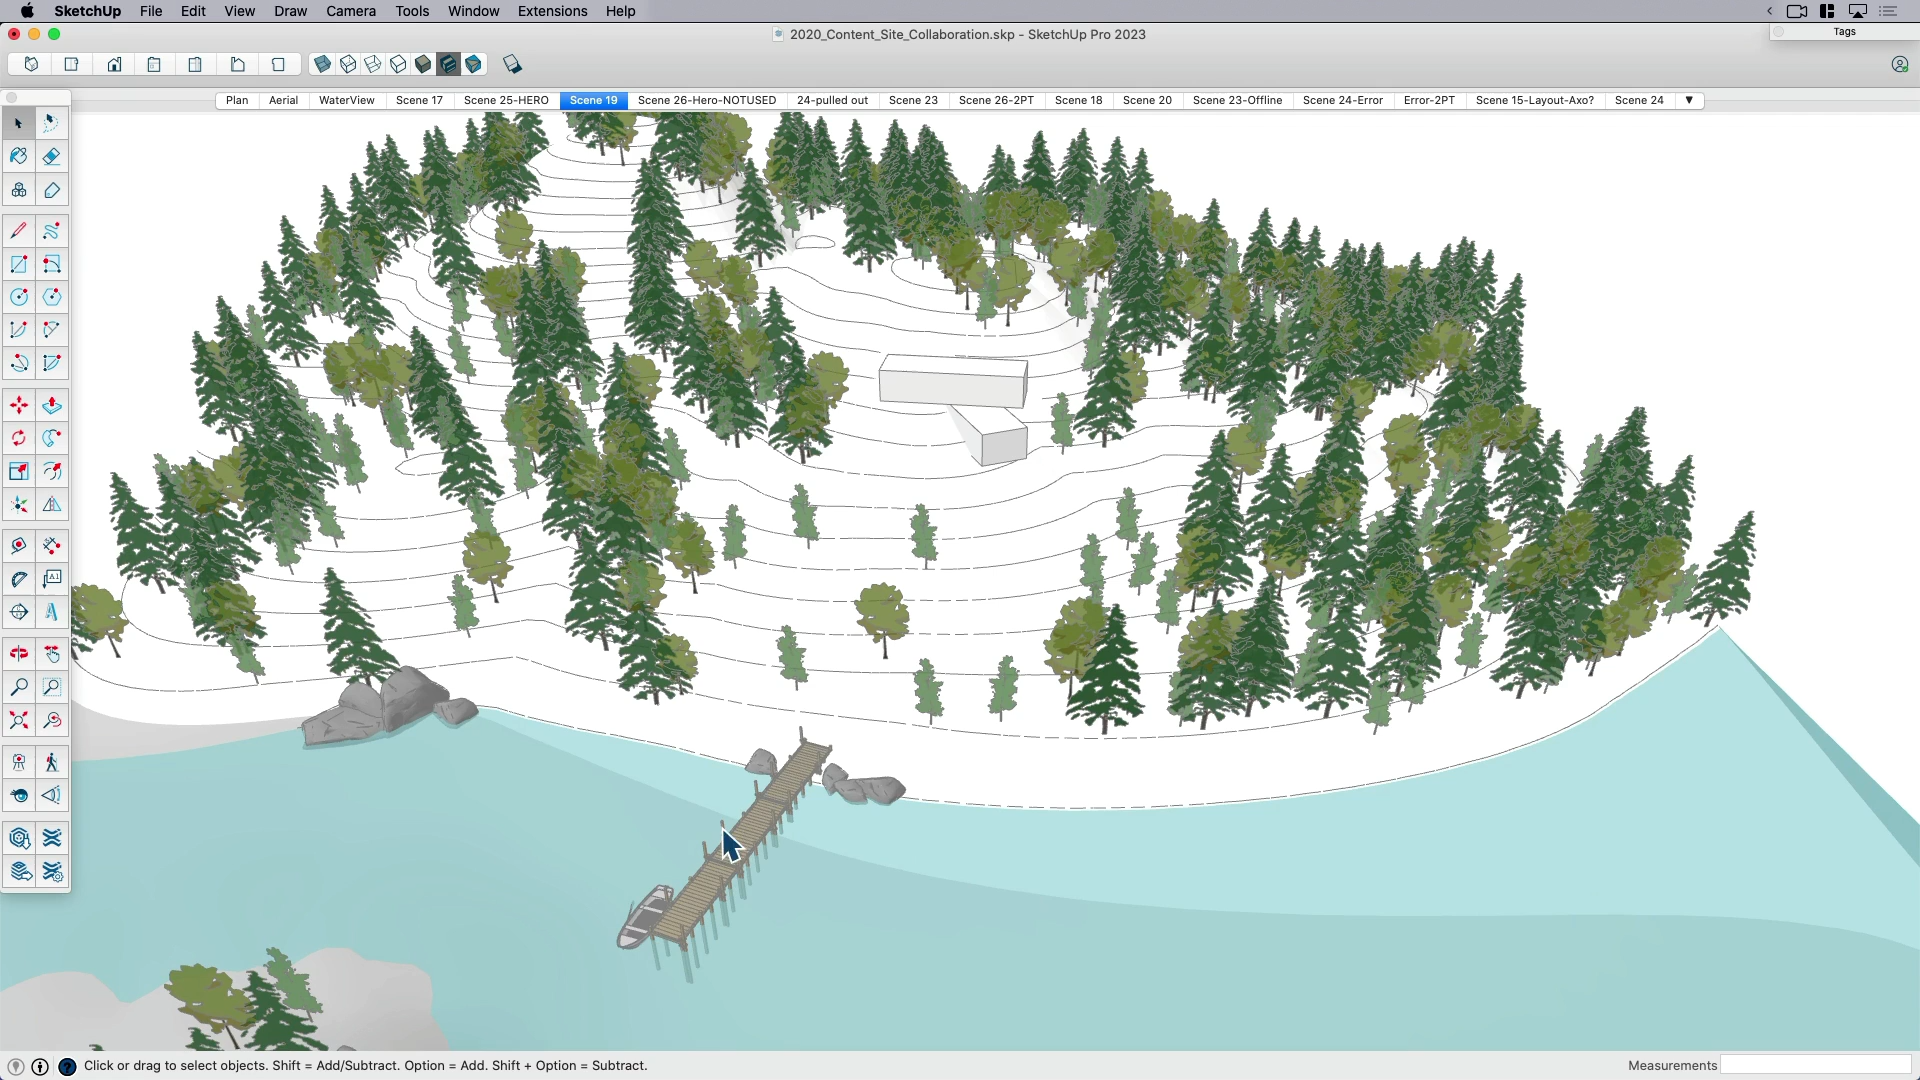 SketchUp File Edit View Draw Camera Tools Window Extensions Help
2020_Content_Site_Collaboration.skp - SketchUp Pro 2023
Tags
Plan Aerial WaterView Scene 17 Scene 25-HERO Scene 19 Scene 26-Hero-NOTUSED 24-pulled out Scene 23 Scene 26-2PT Scene 18 Scene 20 Scene 23-Offline Scene 24-Error Error-2PT Scene 15-Layout-Axo? Scene 24
A1
Click or drag to select objects. Shift = Add/Subtract. Option = Add. Shift + Option = Subtract.
Measurements